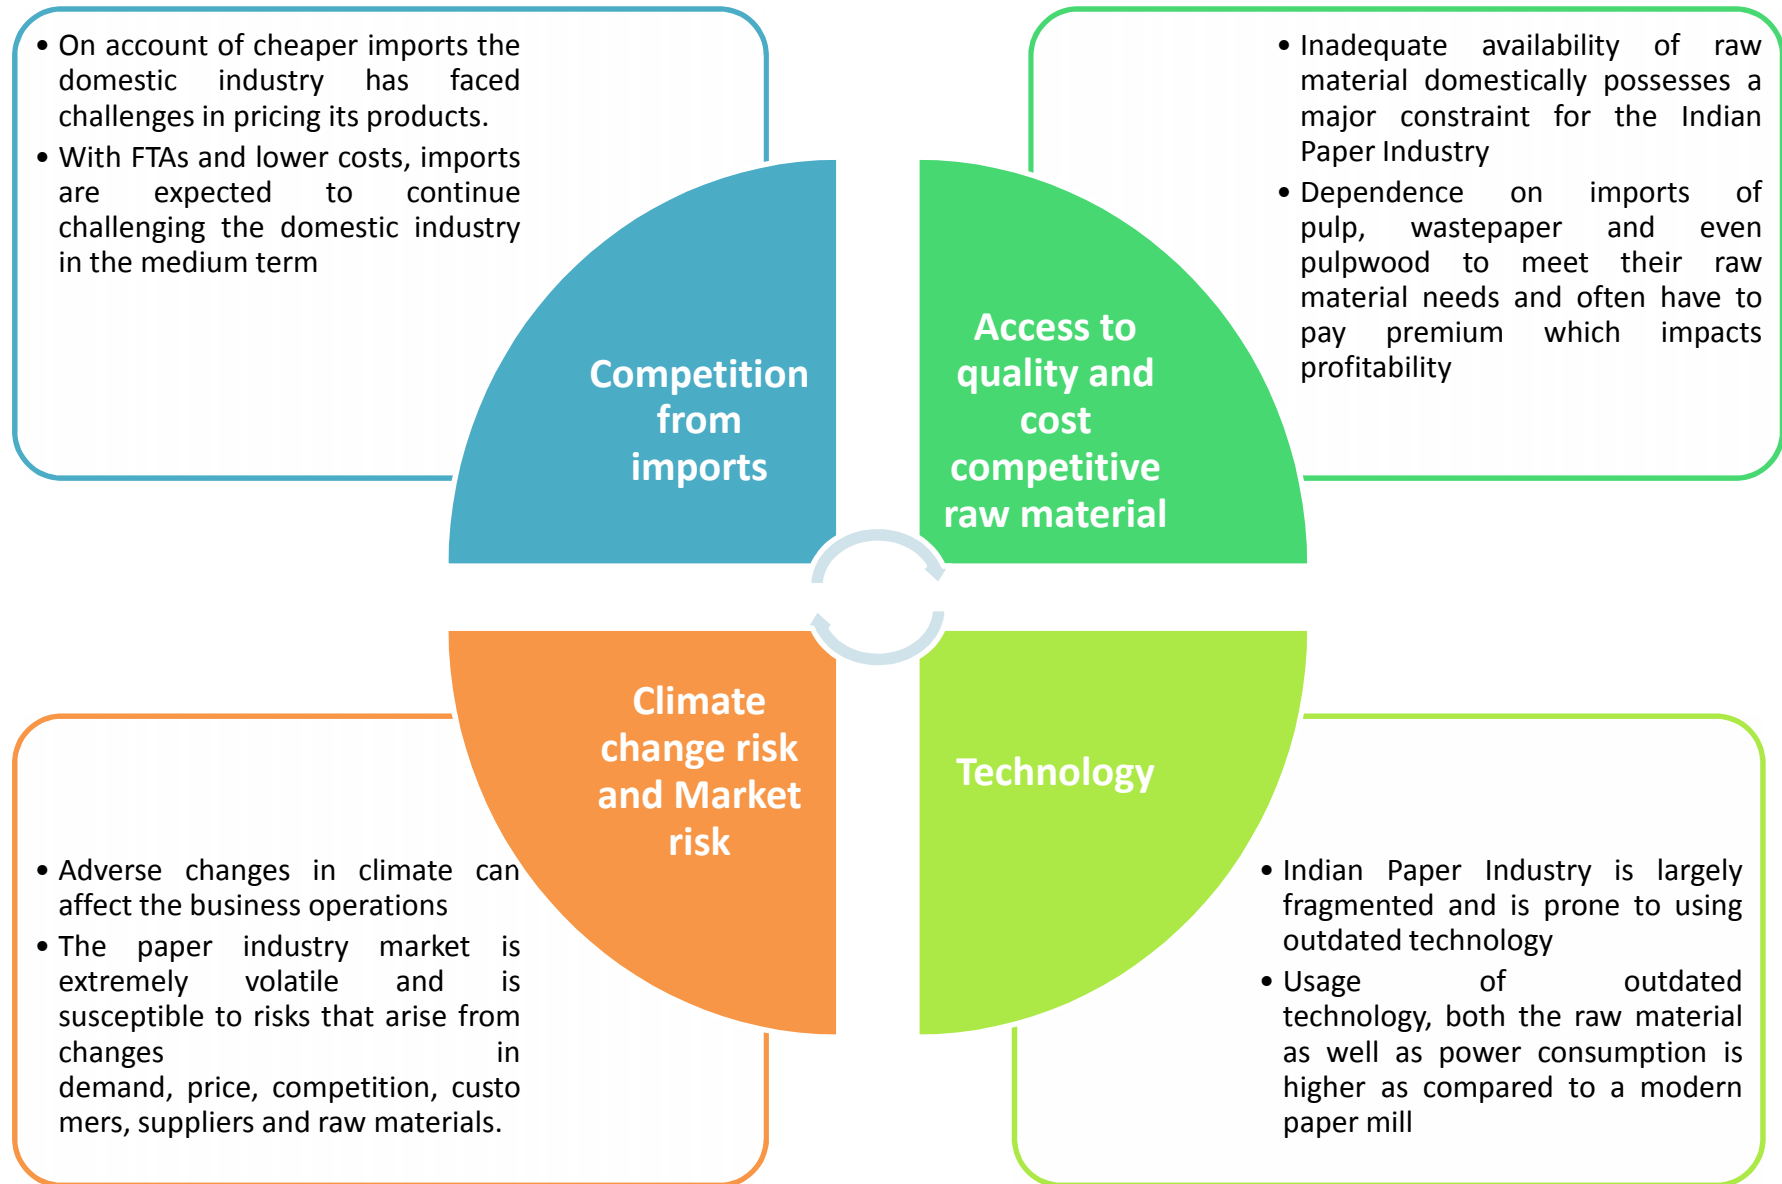 • On account of cheaper imports the
domestic industry has faced
challenges in pricing its products.
• With FTAs and lower costs, imports
are expected to continue
challenging the domestic industry
in the medium term
Competition
from
imports
• Inadequate availability of raw
material domestically possesses a
major constraint for the Indian
Paper Industry
• Dependence on imports of
pulp, wastepaper and even
pulpwood to meet their raw
material needs and often have to
pay premium which impacts
profitability
Access to
quality and
cost
competitive
raw material
Climate
change risk
and Market
risk
• Adverse changes in climate can
affect the business operations
• The paper industry market is
extremely volatile and is
susceptible to risks that arise from
changes in
demand, price, competition, custo
mers, suppliers and raw materials.
Technology
• Indian Paper Industry is largely
fragmented and is prone to using
outdated technology
• Usage of outdated
technology, both the raw material
as well as power consumption is
higher as compared to a modern
paper mill